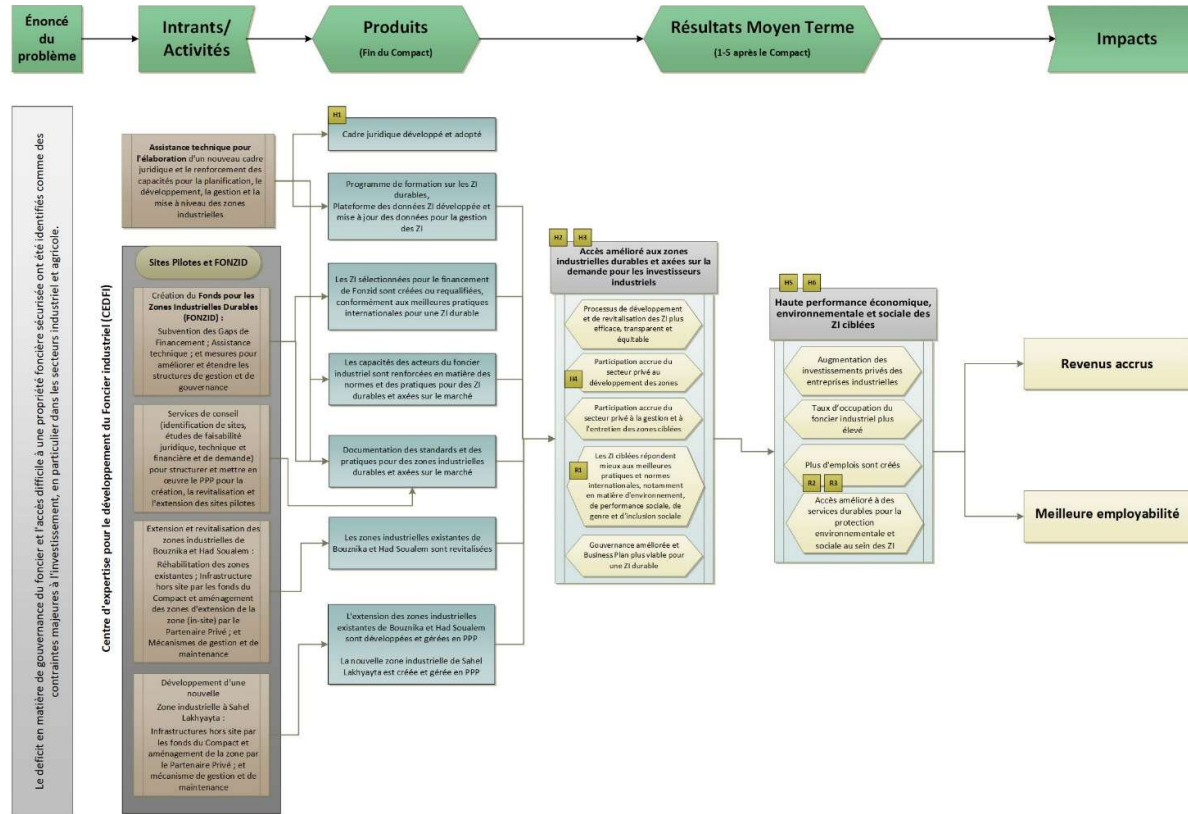 Énoncé
du
problème
Intrants/
Activités
Produits
(Fin du Compact)
Résultats Moyen Terme
(1-5 après le Compact)
Impacts
Le deficit en matière de gouvernance du foncier et l'accès difficile à une propriété foncière sécurisée ont été identifiés comme des
contraintes majeures à l'investissement, en particulier dans les secteurs industriel et agricole.
Centre d'expertise pour le développement du Foncier industriel (CEDFI)
Assistance technique pour
l'élaboration d'un nouveau cadre
juridique et le renforcement des
capacités pour la planification, le
développement, la gestion et la
mise à niveau des zones
industrielles
Sites Pilotes et FONZID
Création du Fonds pour les
Zones Industrielles Durables
(FONZID) :
Subvention des Gaps de
Financement ; Assistance
technique ; et mesures pour
améliorer et étendre les
structures de gestion et de
gouvernance
Services de conseil
(identification de sites,
études de faisabilité
juridique, technique et
financière et de demande)
pour structurer et mettre en
œuvre le PPP pour la
création, la revitalisation et
l'extension des sites pilotes
Extension et revitalisation des
zones industrielles de
Bouznika et Had Soualem :
Réhabilitation des zones
existantes ; Infrastructure
hors site par les fonds du
Compact et aménagement
des zones d'extension de la
zone (in-site) par le
Partenaire Privé ; et
Mécanismes de gestion et de
maintenance
Développement d'une
nouvelle
Zone industrielle à Sahel
Lakhyayta :
Infrastructures hors site par
les fonds du Compact et
aménagement de la zone par
le Partenaire Privé ; et
mécanisme de gestion et de
maintenance
H1
Cadre juridique développé et adopté
Programme de formation sur les ZI
durables,
Plateforme des données ZI développée et
mise à jour des données pour la gestion
des ZI
Les ZI sélectionnées pour le financement
de Fonzid sont créées ou requalifiées,
conformément aux meilleures pratiques
internationales pour une ZI durable
Les capacités des acteurs du foncier
industriel sont renforcées en matière des
normes et des pratiques pour des ZI
durables et axées sur le marché
Documentation des standards et des
pratiques pour des zones industrielles
durables et axées sur le marché
Les zones industrielles existantes de
Bouznika et Had Soualem sont revitalisées
L'extension des zones industrielles
existantes de Bouznika et Had Soualem
sont développées et gérées en PPP
La nouvelle zone industrielle de Sahel
Lakhyayta est créée et gérée en PPP
H2 H3
Accès amélioré aux zones
industrielles durables et axées sur la
demande pour les investisseurs
industriels
Processus de développement
et de revitalisation des ZI plus
efficace, transparent et
équitable
Participation accrue du
secteur privé au
développement des zones
H4
Participation accrue du
secteur privé à la gestion et à
l'entretien des zones ciblées
R1
Les ZI ciblées répondent
mieux aux meilleures
pratiques et normes
internationales, notamment
en matière d'environnement,
de performance sociale, de
genre et d'inclusion sociale
Gouvernance améliorée et
Business Plan plus viable pour
une ZI durable
H5 H6
Haute performance économique,
environnementale et sociale des
ZI ciblées
Augmentation des
investissements privés des
entreprises industrielles
Taux d'occupation du
foncier industriel plus
élevé
Plus d'emplois sont créés
R2 R3
Accès amélioré à des
services durables pour la
protection
environnementale et
sociale au sein des ZI
Revenus accrus
Meilleure employabilité